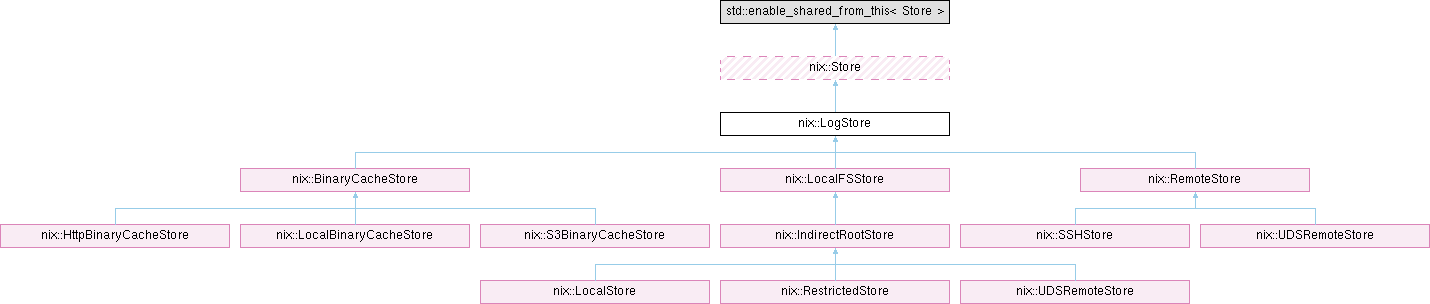 std::enable_shared_from_this< Store >
nix::Store
nix::LogStore
nix::BinaryCacheStore
nix::LocalFSStore
nix::RemoteStore
nix::HttpBinaryCacheStore
nix::LocalBinaryCacheStore
nix::S3BinaryCacheStore
nix::IndirectRootStore
nix::SSHStore
nix::UDSRemoteStore
nix::LocalStore
nix::RestrictedStore
nix::UDSRemoteStore